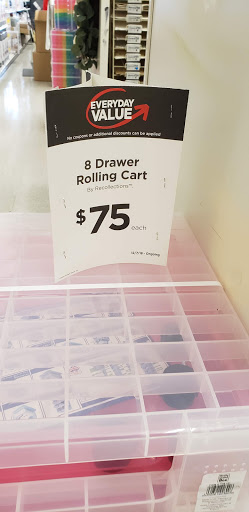 EVERYDAY
VALUE
No coupons or additional discounts can be applied
8 Drawer
Rolling Cart
By Recollections™
$75 each